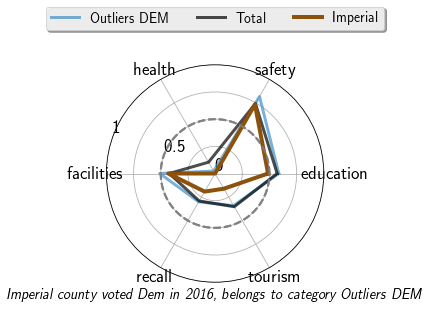 Outliers DEM Total Imperial
health safety
1
0.5
0
facilities education
recall tourism
Imperial county voted Dem in 2016, belongs to category Outliers DEM